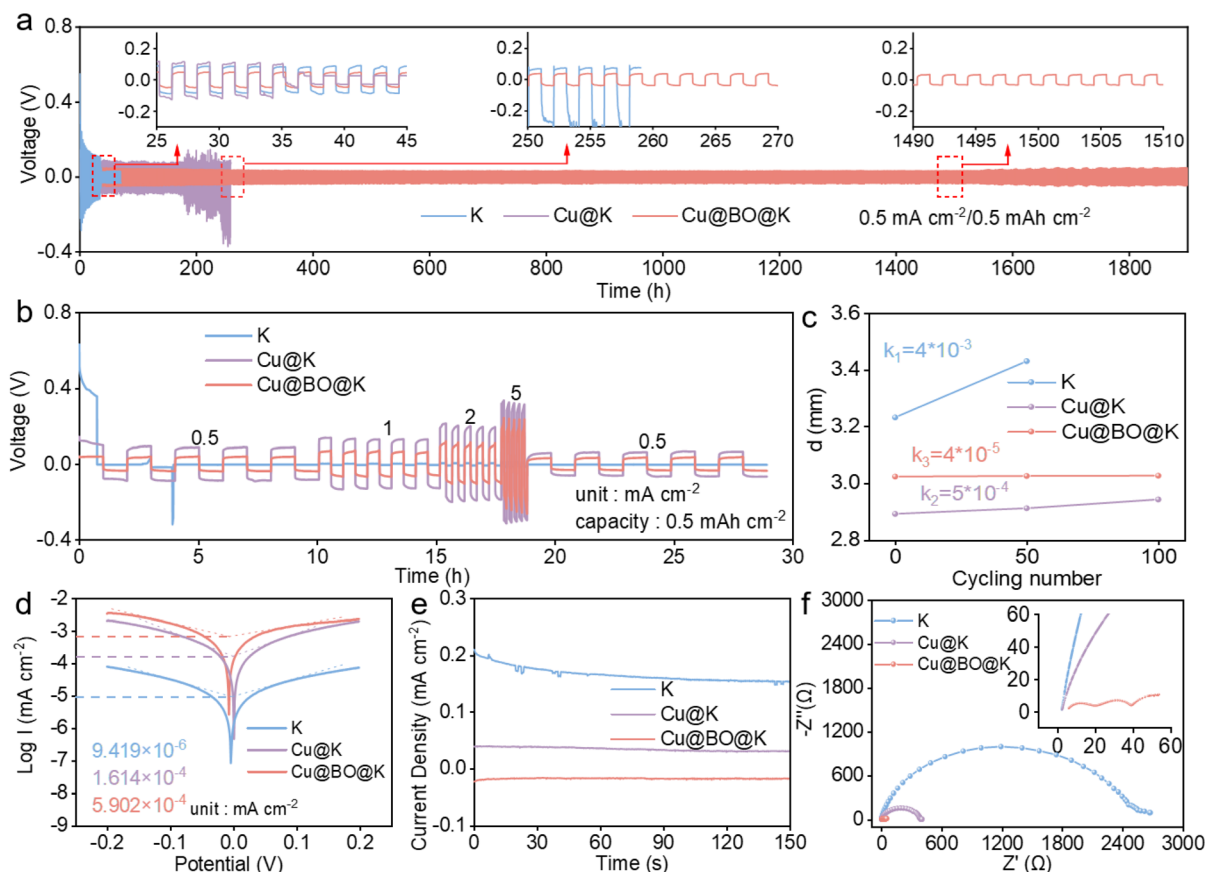 a
0.8
0.4
0.0
-0.4
Voltage (V)
0.2
0.0
-0.2
25 30 35 40 45
0.2
0.0
-0.2
250 255 260 265 270
0.2
0.0
-0.2
1490 1495 1500 1505 1510
K Cu@K Cu@BO@K 0.5 mA cm⁻²/0.5 mAh cm⁻²
0 200 400 600 800 1000 1200 1400 1600 1800
Time (h)
b
0.8
0.4
0.0
-0.4
Voltage (V)
K
Cu@K
Cu@BO@K
0.5 1 2 5 0.5
unit : mA cm⁻²
capacity : 0.5 mAh cm⁻²
0 5 10 15 20 25 30
Time (h)
c
3.6
3.4
3.2
3.0
2.8
d (mm)
k₁=4*10⁻³
K
Cu@K
Cu@BO@K
k₃=4*10⁻⁵
k₂=5*10⁻⁴
0 50 100
Cycling number
d
-2
-3
-4
-5
-6
-7
-8
-9
Log I (mA cm⁻²)
K
Cu@K
Cu@BO@K
9.419×10⁻⁶
1.614×10⁻⁴
5.902×10⁻⁴ unit : mA cm⁻²
-0.2 -0.1 0.0 0.1 0.2
Potential (V)
e
0.3
0.2
0.1
0.0
-0.1
Current Density (mA cm⁻²)
K
Cu@K
Cu@BO@K
0 30 60 90 120 150
Time (s)
f
3000
2400
1800
1200
600
0
-Z''(Ω)
K
Cu@K
Cu@BO@K
60
40
20
0
0 20 40 60
0 600 1200 1800 2400 3000
Z' (Ω)